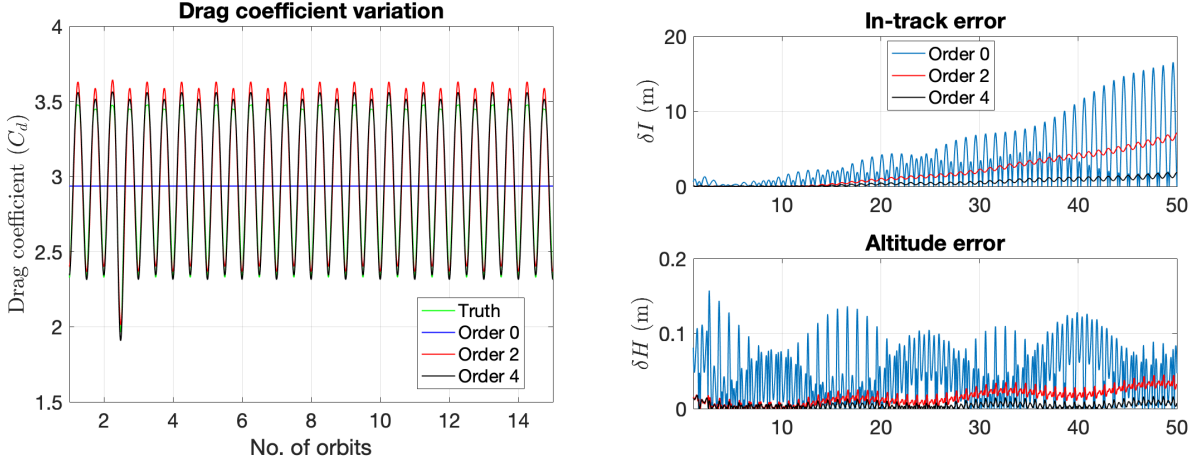 Drag coefficient variation
4
3.5
3
2.5
2
1.5
Drag coefficient (C_d)
Truth
Order 0
Order 2
Order 4
2 4 6 8 10 12 14
No. of orbits
In-track error
20
10
0
δI (m)
Order 0
Order 2
Order 4
10 20 30 40 50
Altitude error
0.2
0.1
0
δH (m)
10 20 30 40 50